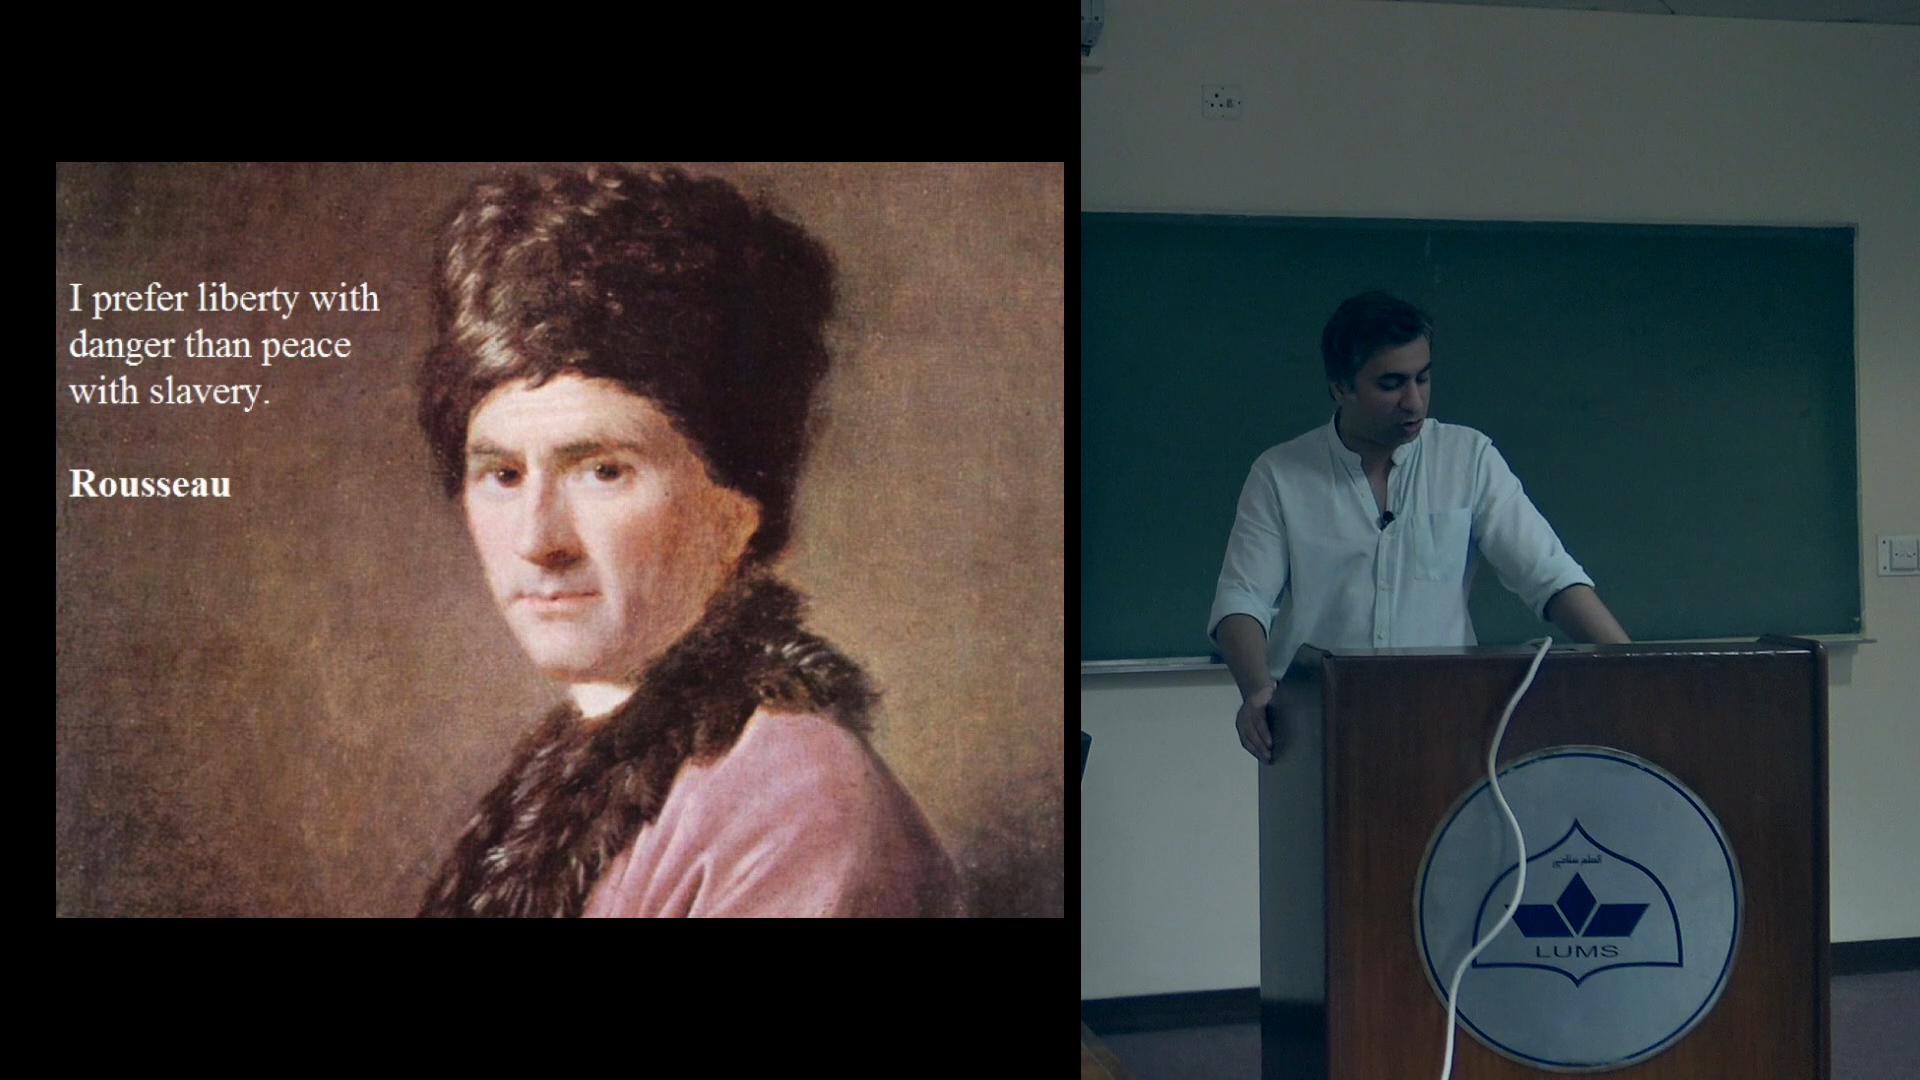 I prefer liberty with
danger than peace
with slavery.
Rousseau
LUMS